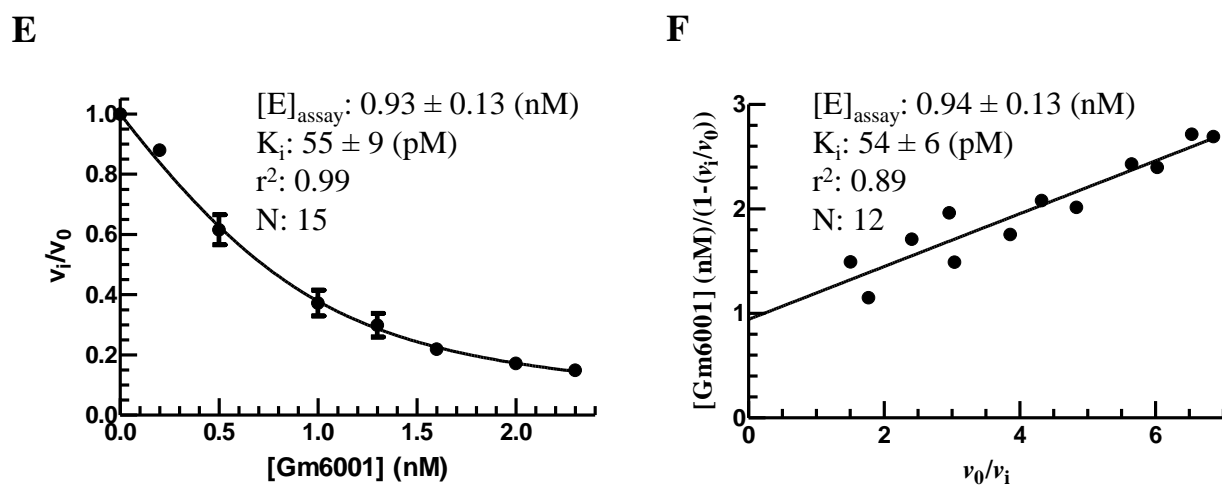 E
[E]assay: 0.93 ± 0.13 (nM)
Ki: 55 ± 9 (pM)
r²: 0.99
N: 15
vi/v0
1.0
0.8
0.6
0.4
0.2
0.0
0.0 0.5 1.0 1.5 2.0
[Gm6001] (nM)
F
[E]assay: 0.94 ± 0.13 (nM)
Ki: 54 ± 6 (pM)
r²: 0.89
N: 12
[Gm6001] (nM)/(1-(vi/v0))
3
2
1
0
0 2 4 6
v0/vi